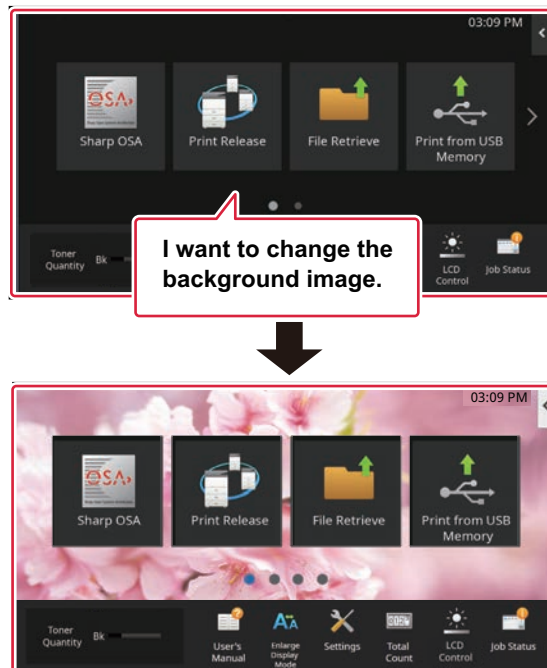 03:09 PM
OSA
Sharp OSA
Print Release
File Retrieve
Print from USB
Memory
I want to change the
background image.
Toner
Quantity
Bk
LCD
Control
Job Status
03:09 PM
OSA
Sharp OSA
Print Release
File Retrieve
Print from USB
Memory
Toner
Quantity
Bk
User's
Manual
Enlarge
Display
Mode
Settings
Total
Count
LCD
Control
Job Status